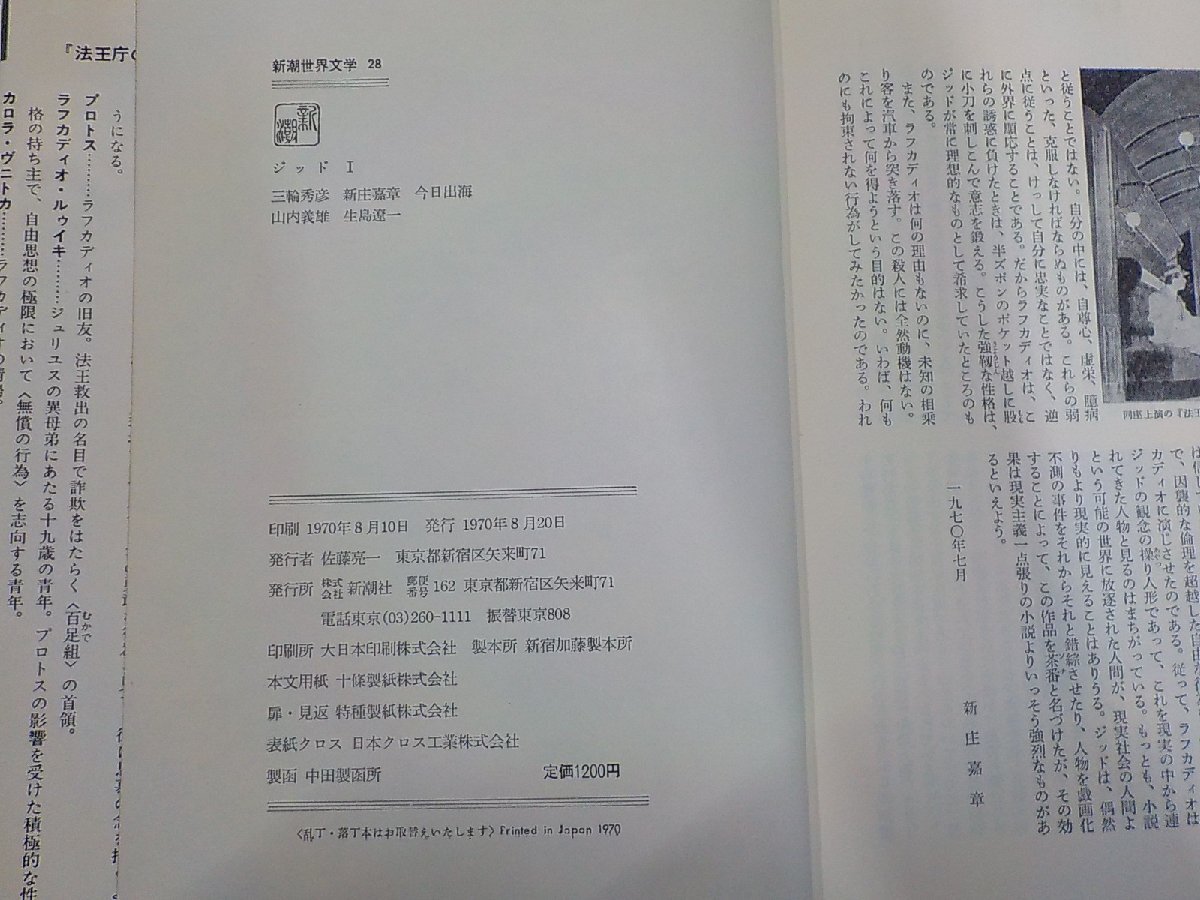 『法王庁の
うになる。
プロトス…………ラフカディオの旧友。法王救出の名目で詐欺をはたらく〈百足組〉の首領。
むかで
ラフカディオ・ルウイキ…………ジュリユスの異母弟にあたる十九歳の青年。プロトスの影響を受けた積極的な性
格の持ち主で、自由思想の極限において〈無償の行為〉を志向する青年。
カロラ・ヴニトカ…………ラフカディオの情婦。
新潮世界文学 28
新潮
ジッド I
三輪秀彦 新庄嘉章 今日出海
山内義雄 生島遼一
印刷 1970年8月10日 発行 1970年8月20日
発行者 佐藤亮一 東京都新宿区矢来町71
発行所 株式会社 新潮社 郵便番号 162 東京都新宿区矢来町71
電話東京(03)260-1111 振替東京808
印刷所 大日本印刷株式会社 製本所 新宿加藤製本所
本文用紙 十條製紙株式会社
扉・見返 特種製紙株式会社
表紙クロス 日本クロス工業株式会社
製函 中田製函所 定価1200円
〈乱丁・落丁本はお取替えいたします〉 Printed in Japan 1970
同座上演の『法王
と従うことではない。自分の中には、自尊心、虚栄、臆病
といった、克服しなければならぬものがある。これらの弱
点に従うことは、けっして自分に忠実なことではなく、逆
に外界に順応することである。だからラフカディオは、こ
れらの誘惑に負けたときは、半ズボンのポケット越しに股
に小刀を刺しこんで意志を鍛える。こうした強靱な性格は、
ジッドが常に理想的なものとして希求していたところのも
のである。
また、ラフカディオは何の理由もないのに、未知の相乗
り客を汽車から突き落す。この殺人には全然動機はない。
これによって何を得ようという目的はない。いわば、何も
のにも拘束されない行為がしてみたかったのである。われ
で、因襲的な倫理を超越した自由な行
カディオに演じさせたのである。従って、ラフカディオは
ジッドの観念の操り人形であって、これを現実の中から連
れてきた人物と見るのはまちがっている。もっとも、小説
という可能の世界に放逐された人間が、現実社会の人間よ
りもより現実的に見えることはありうる。ジッドは、偶然
不測の事件をそれからそれと錯綜させたり、人物を戯画化
することによって、この作品を茶番と名づけたが、その効
果は現実主義一点張りの小説よりいっそう強烈なものがあ
るといえよう。
一九七〇年七月
新庄嘉章